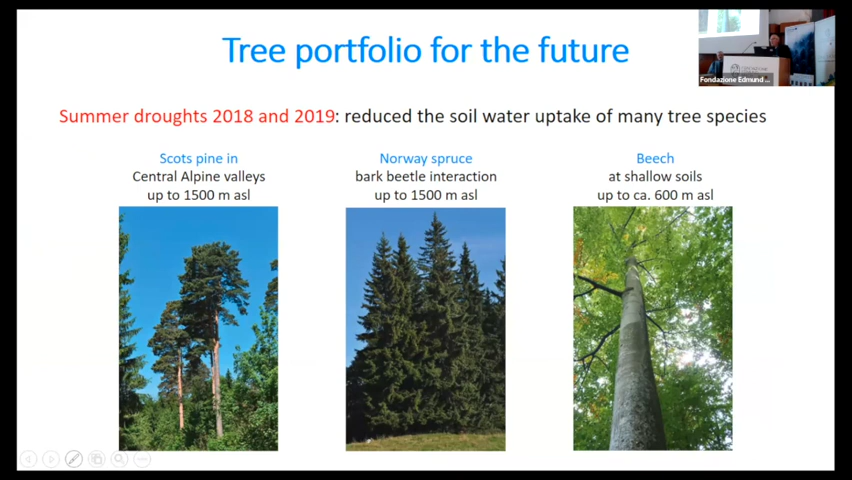 Tree portfolio for the future
Fondazione Edmund ...
Summer droughts 2018 and 2019: reduced the soil water uptake of many tree species
Scots pine in
Central Alpine valleys
up to 1500 m asl
Norway spruce
bark beetle interaction
up to 1500 m asl
Beech
at shallow soils
up to ca. 600 m asl